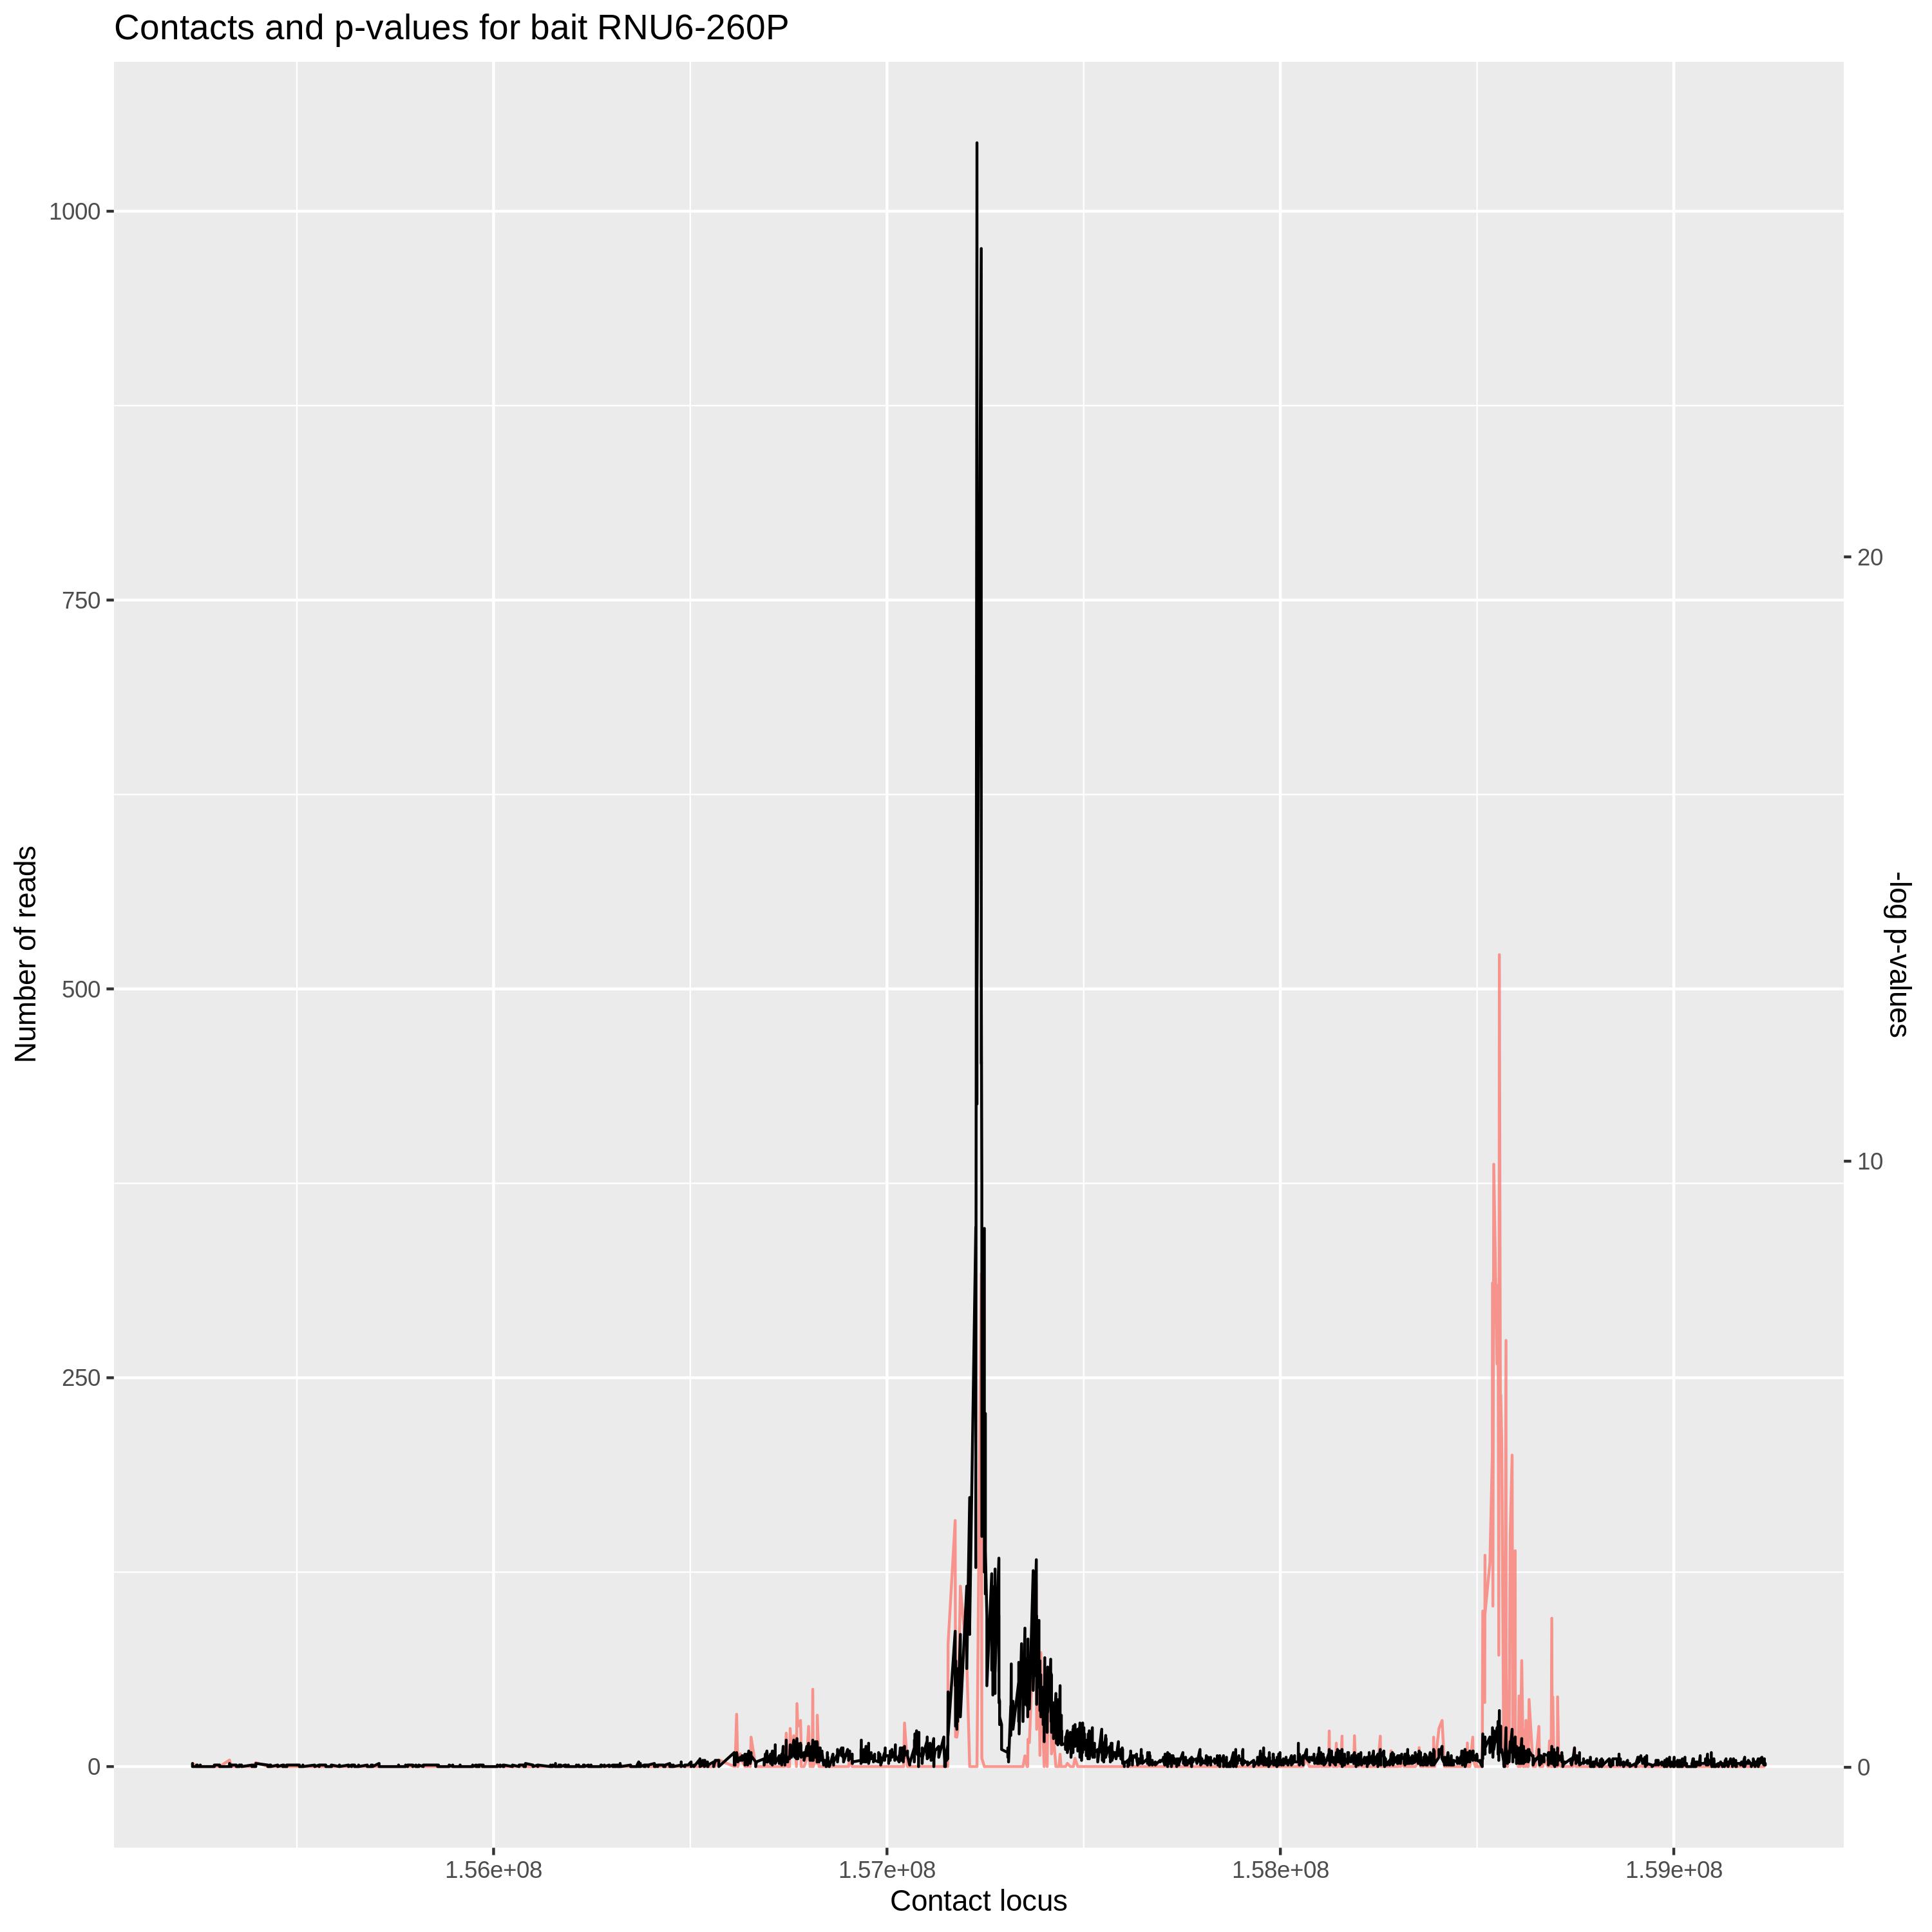 Contacts and p-values for bait RNU6-260P
1000
750
500
250
0
Number of reads
20
10
0
-log p-values
1.56e+08
1.57e+08
1.58e+08
1.59e+08
Contact locus